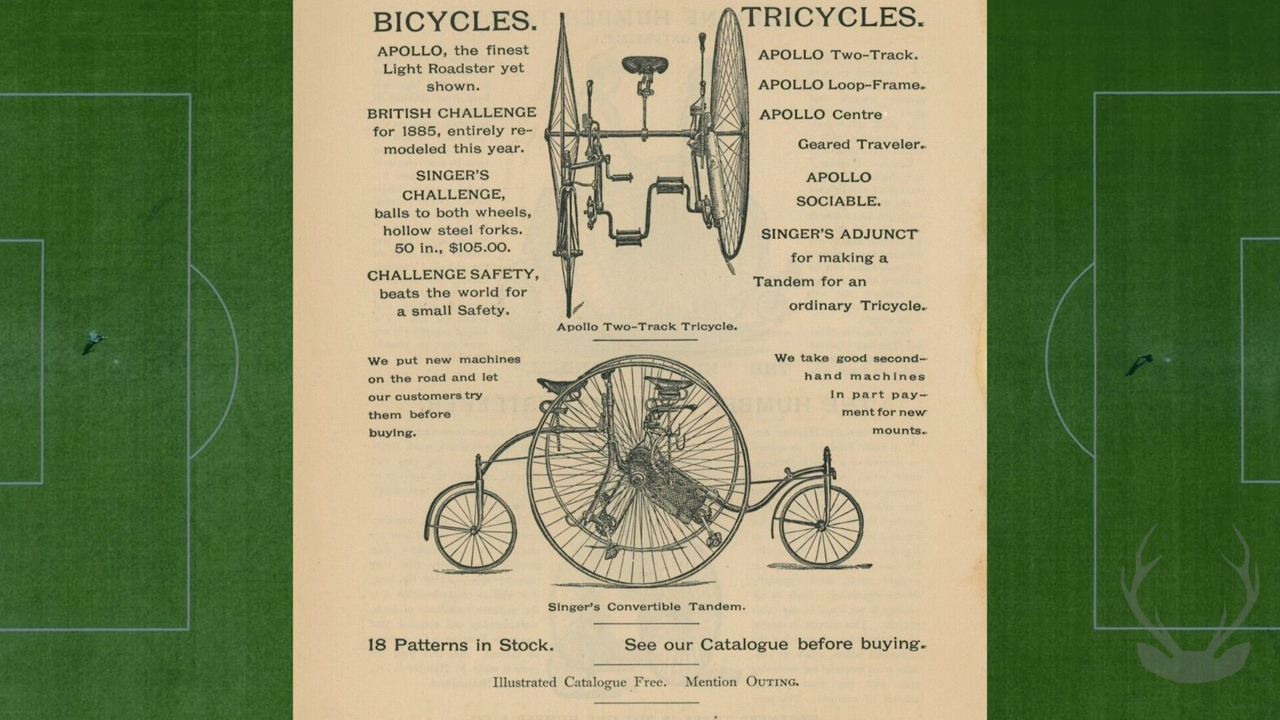 BICYCLES.
APOLLO, the finest
Light Roadster yet
shown.
BRITISH CHALLENGE
for 1885, entirely re-
modeled this year.
SINGER'S
CHALLENGE,
balls to both wheels,
hollow steel forks.
50 in., $105.00.
CHALLENGE SAFETY,
beats the world for
a small Safety.
TRICYCLES.
APOLLO Two-Track.
APOLLO Loop-Frame.
APOLLO Centre
Geared Traveler.
APOLLO
SOCIABLE.
SINGER'S ADJUNCT
for making a
Tandem for an
ordinary Tricycle.
Apollo Two-Track Tricycle.
We put new machines
on the road and let
our customers try
them before
buying.
We take good second-
hand machines
in part pay-
ment for new
mounts.
Singer's Convertible Tandem.
18 Patterns in Stock. See our Catalogue before buying.
Illustrated Catalogue Free. Mention OUTING.